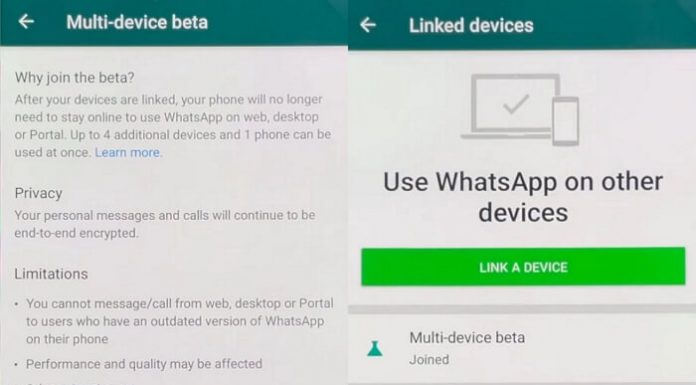 Multi-device beta
Why join the beta?
After your devices are linked, your phone will no longer
need to stay online to use WhatsApp on web, desktop
or Portal. Up to 4 additional devices and 1 phone can be
used at once. Learn more.
Privacy
Your personal messages and calls will continue to be
end-to-end encrypted.
Limitations
• You cannot message/call from web, desktop or Portal
to users who have an outdated version of WhatsApp
on their phone
• Performance and quality may be affected
Linked devices
Use WhatsApp on other
devices
LINK A DEVICE
Multi-device beta
Joined